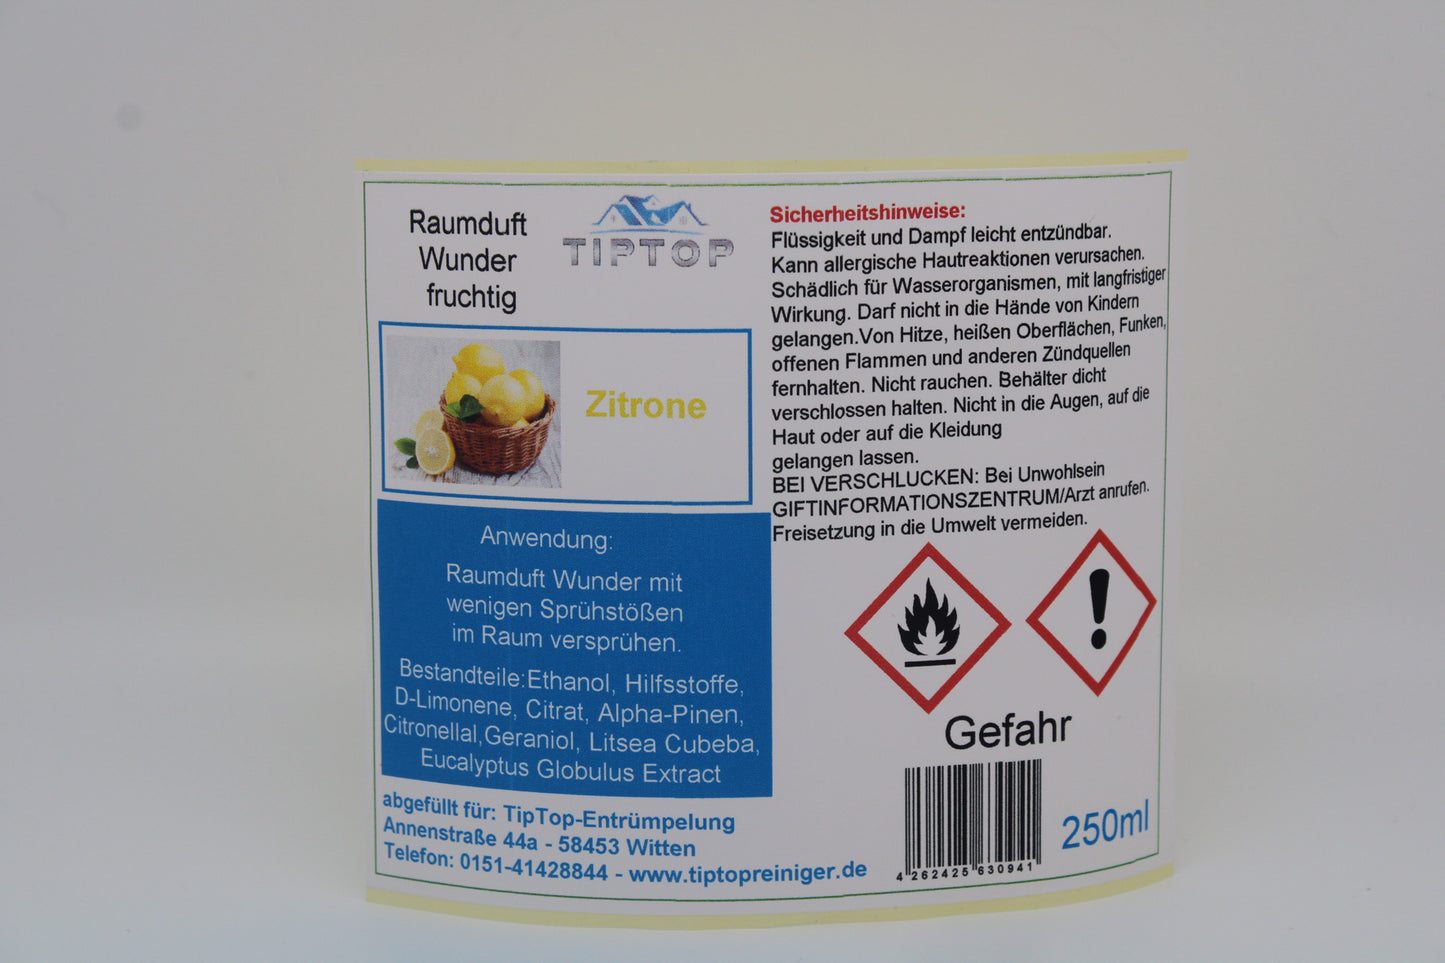 Raumduft
Wunder
fruchtig
TIPTOP
Zitrone
Anwendung:
Raumduft Wunder mit
wenigen Sprühstößen
im Raum versprühen.
Bestandteile:Ethanol, Hilfsstoffe,
D-Limonene, Citrat, Alpha-Pinen,
Citronellal,Geraniol, Litsea Cubeba,
Eucalyptus Globulus Extract
abgefüllt für: TipTop-Entrümpelung
Annenstraße 44a - 58453 Witten
Telefon: 0151-41428844 - www.tiptopreiniger.de
Sicherheitshinweise:
Flüssigkeit und Dampf leicht entzündbar.
Kann allergische Hautreaktionen verursachen.
Schädlich für Wasserorganismen, mit langfristiger
Wirkung. Darf nicht in die Hände von Kindern
gelangen.Von Hitze, heißen Oberflächen, Funken,
offenen Flammen und anderen Zündquellen
fernhalten. Nicht rauchen. Behälter dicht
verschlossen halten. Nicht in die Augen, auf die
Haut oder auf die Kleidung
gelangen lassen.
BEI VERSCHLUCKEN: Bei Unwohlsein
GIFTINFORMATIONSZENTRUM/Arzt anrufen.
Freisetzung in die Umwelt vermeiden.
Gefahr
4 262425 630941
250ml